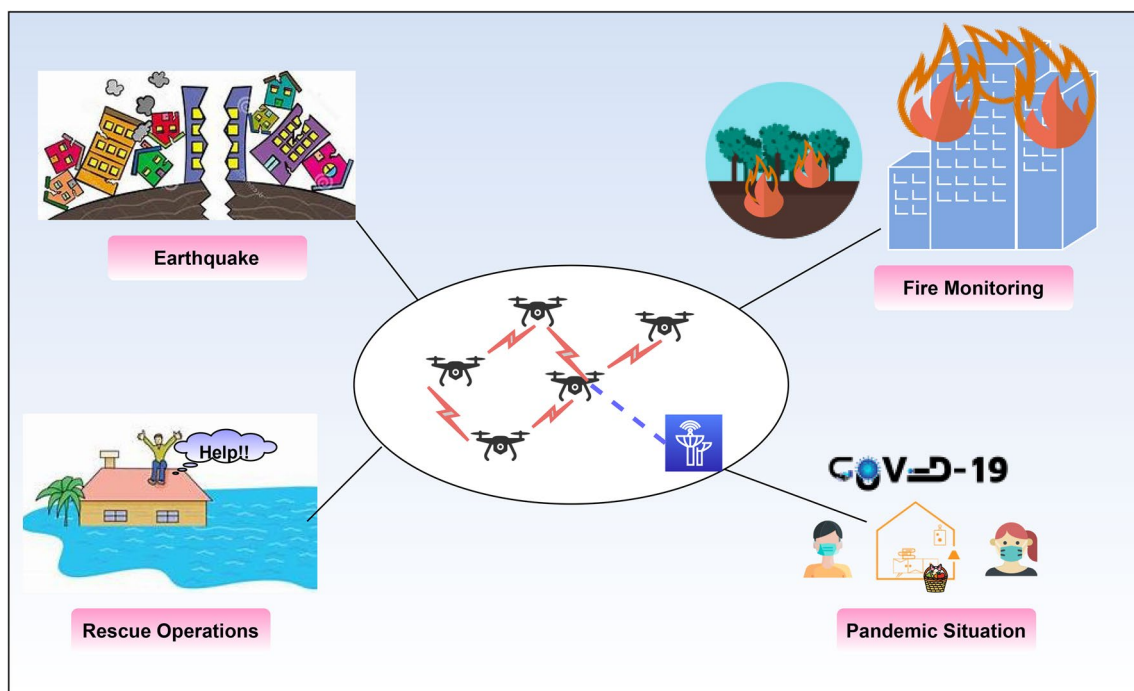 Earthquake
Fire Monitoring
Help!!
COVID-19
Rescue Operations
Pandemic Situation